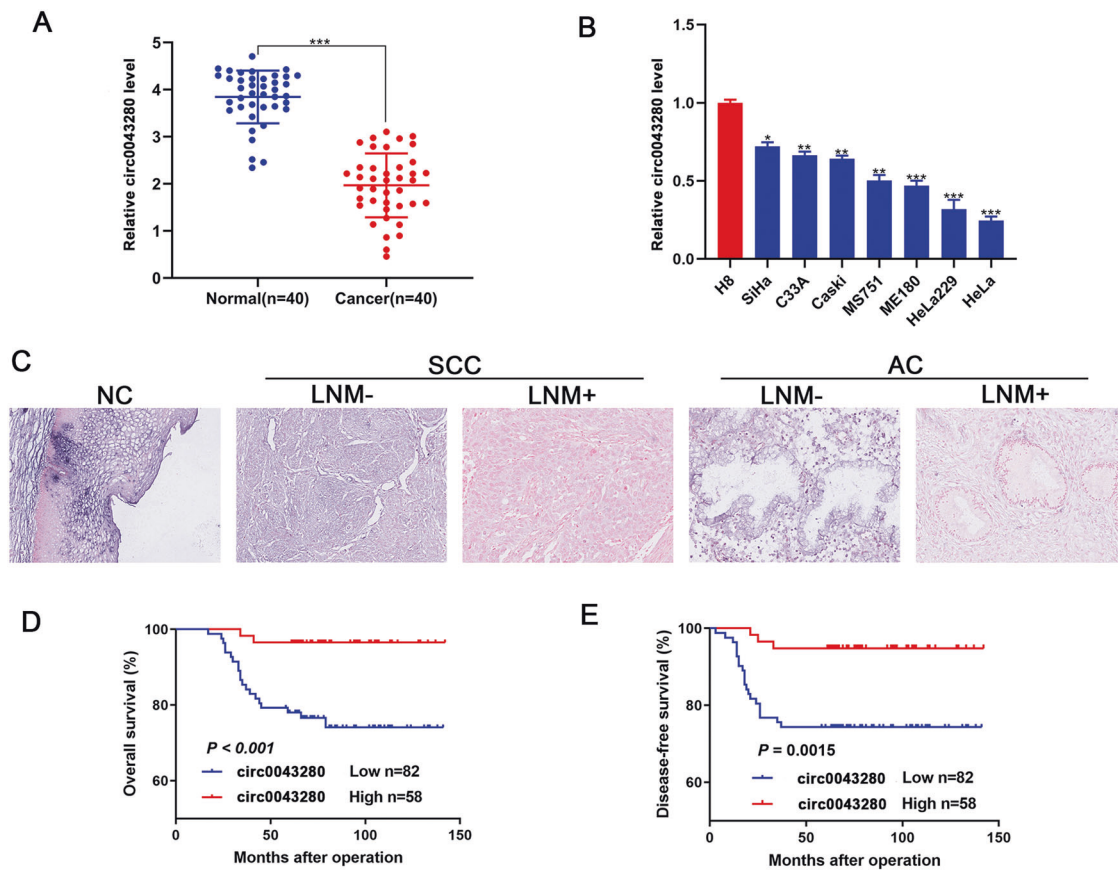 A
Relative circ0043280 level
5
4
3
2
1
0
***
Normal(n=40)
Cancer(n=40)
B
Relative circ0043280 level
1.5
1.0
0.5
0.0
*
**
**
**
***
***
***
H8
SiHa
C33A
Caski
MS751
ME180
HeLa229
HeLa
C
SCC
AC
NC
LNM-
LNM+
LNM-
LNM+
D
Overall survival (%)
100
80
60
P < 0.001
circ0043280 Low n=82
circ0043280 High n=58
0 50 100 150
Months after operation
E
Disease-free survival (%)
100
80
60
P = 0.0015
circ0043280 Low n=82
circ0043280 High n=58
0 50 100 150
Months after operation